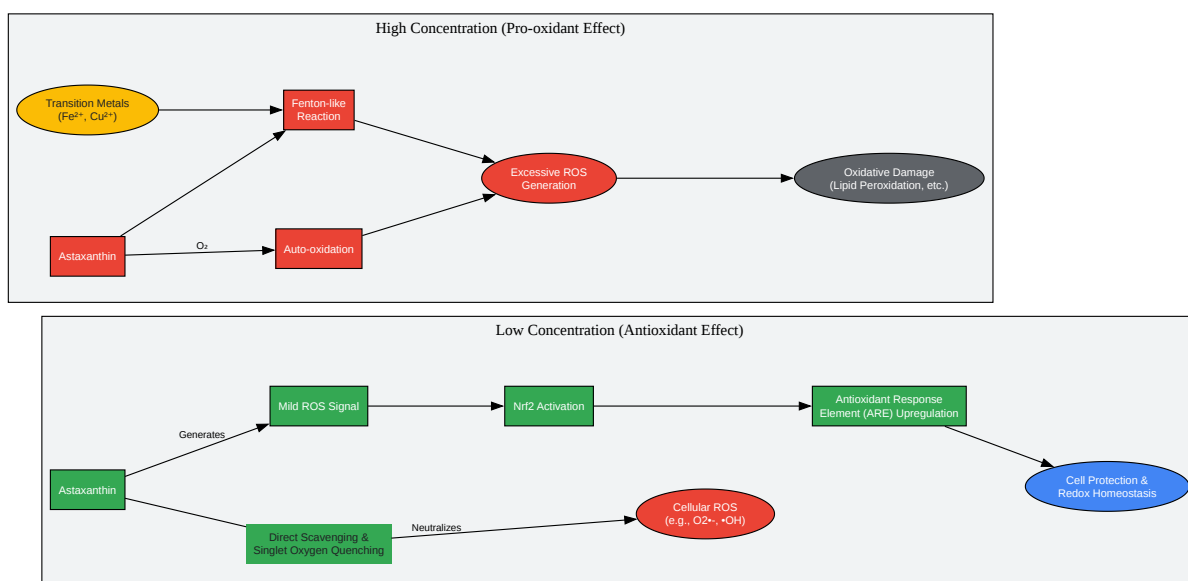 High Concentration (Pro-oxidant Effect)
Transition Metals
(Fe²⁺, Cu²⁺)
Fenton-like
Reaction
Excessive ROS
Generation
Oxidative Damage
(Lipid Peroxidation, etc.)
Astaxanthin
O₂
Auto-oxidation
Low Concentration (Antioxidant Effect)
Mild ROS Signal
Nrf2 Activation
Antioxidant Response
Element (ARE) Upregulation
Generates
Astaxanthin
Cell Protection &
Redox Homeostasis
Direct Scavenging &
Singlet Oxygen Quenching
Neutralizes
Cellular ROS
(e.g., O2•-, •OH)